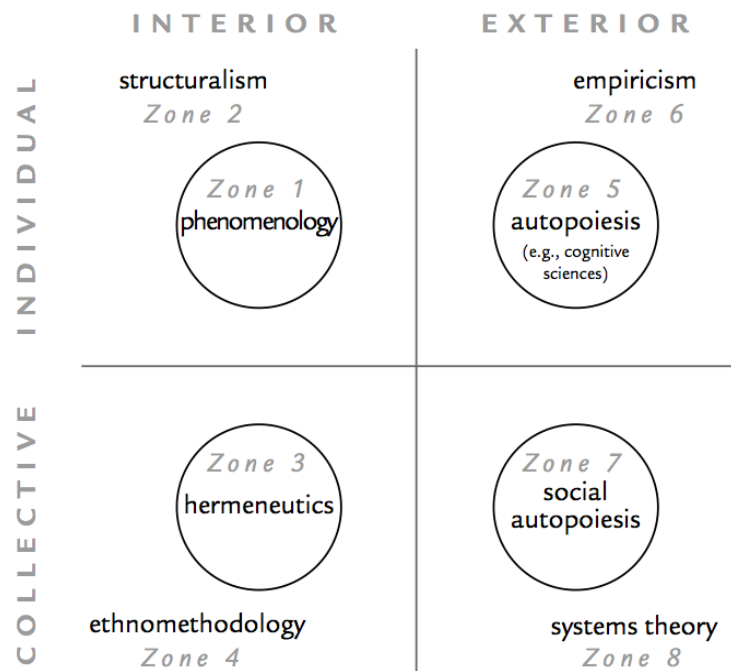 INTERIOR
EXTERIOR
INDIVIDUAL
structuralism
Zone 2
Zone 1
phenomenology
empiricism
Zone 6
Zone 5
autopoiesis
(e.g., cognitive
sciences)
COLLECTIVE
Zone 3
hermeneutics
ethnomethodology
Zone 4
Zone 7
social
autopoiesis
systems theory
Zone 8